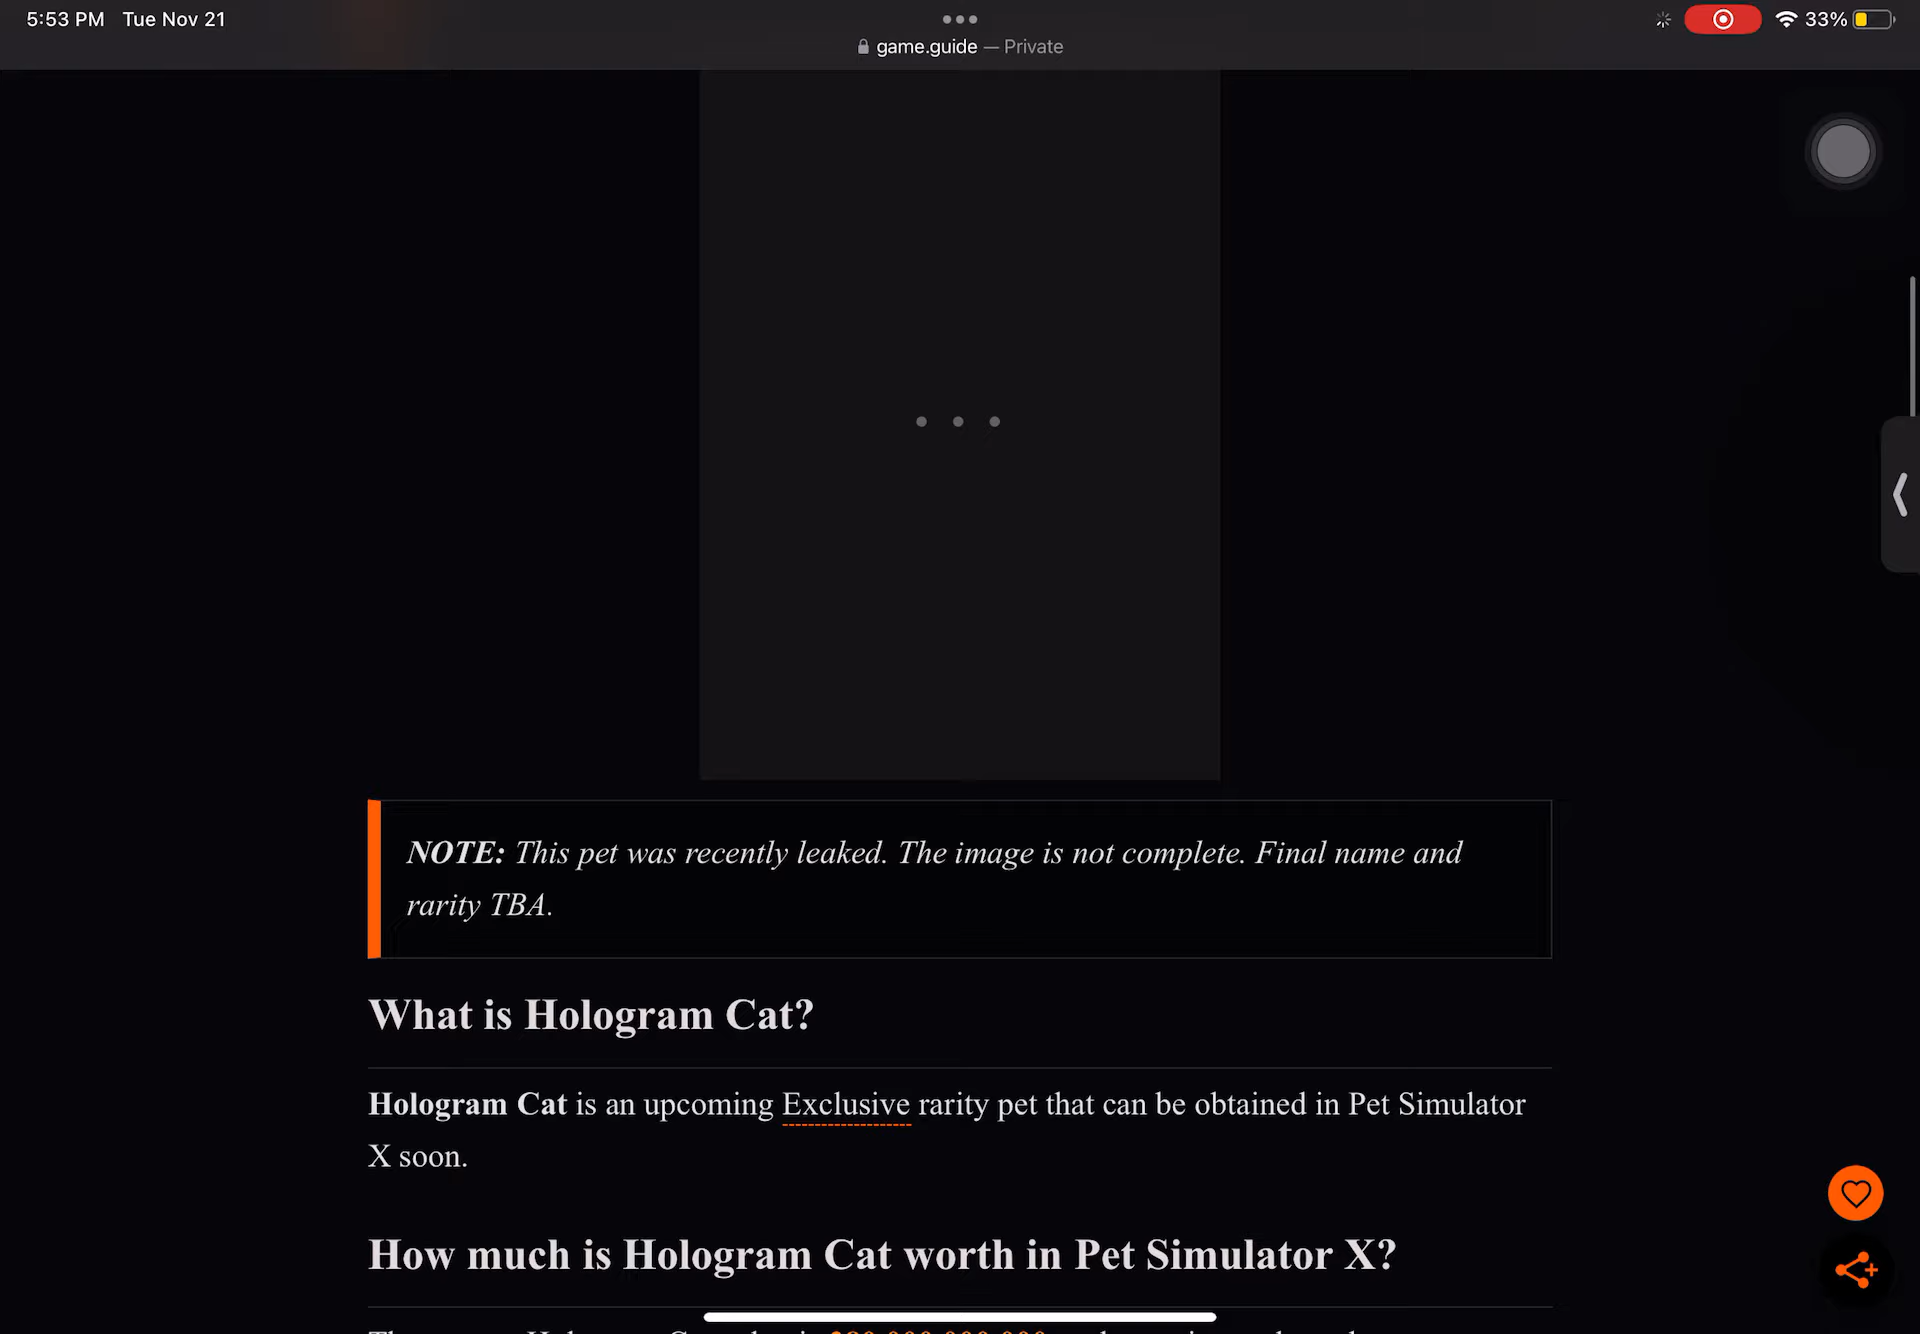 5:53 PM Tue Nov 21
33%
game.guide — Private
NOTE: This pet was recently leaked. The image is not complete. Final name and
rarity TBA.
What is Hologram Cat?
Hologram Cat is an upcoming Exclusive rarity pet that can be obtained in Pet Simulator
X soon.
How much is Hologram Cat worth in Pet Simulator X?